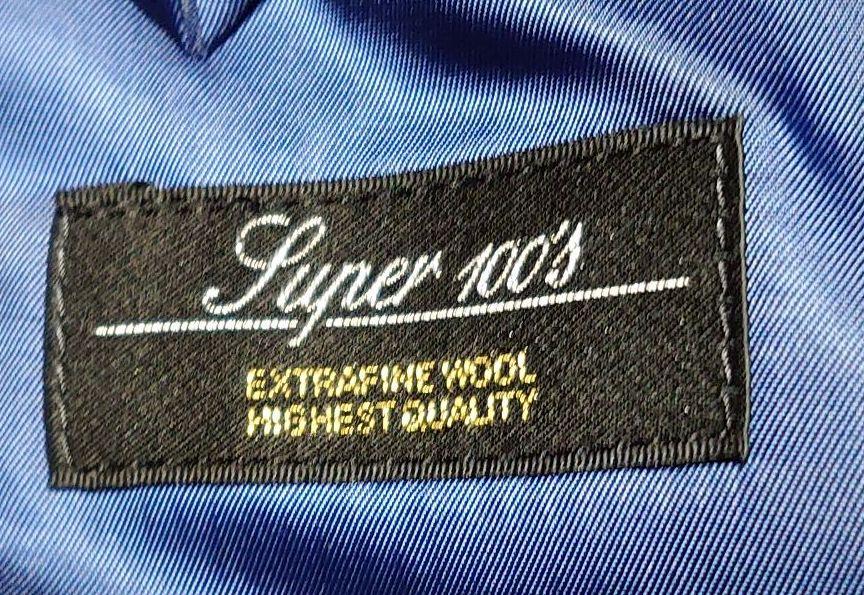 Super 100's
EXTRAFINE WOOL
HIGHEST QUALITY